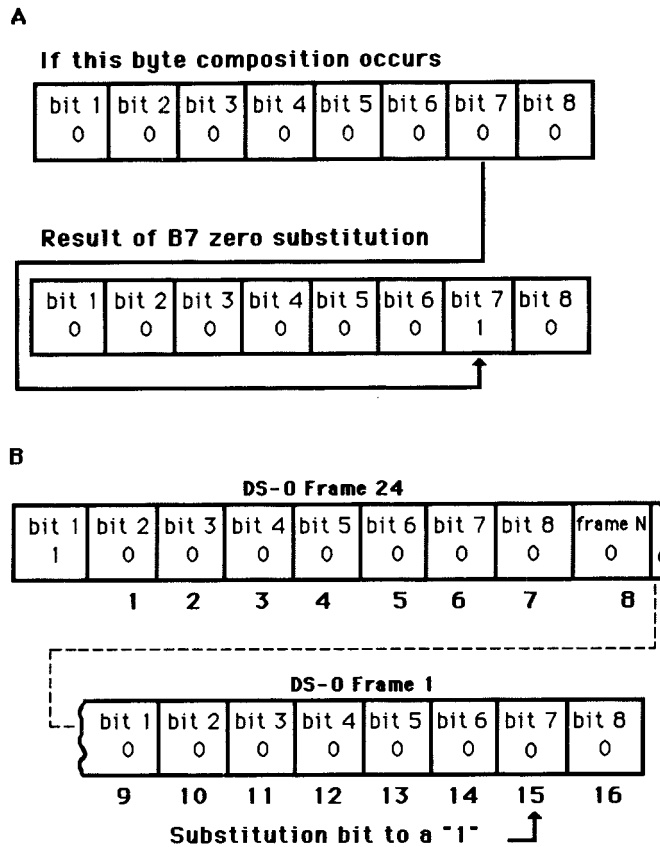 A
If this byte composition occurs
bit 1 bit 2 bit 3 bit 4 bit 5 bit 6 bit 7 bit 8
0 0 0 0 0 0 0 0
Result of B7 zero substitution
bit 1 bit 2 bit 3 bit 4 bit 5 bit 6 bit 7 bit 8
0 0 0 0 0 0 1 0
B
DS-0 Frame 24
bit 1 bit 2 bit 3 bit 4 bit 5 bit 6 bit 7 bit 8 frame N
1 0 0 0 0 0 0 0 0
1 2 3 4 5 6 7 8
DS-0 Frame 1
bit 1 bit 2 bit 3 bit 4 bit 5 bit 6 bit 7 bit 8
0 0 0 0 0 0 0 0
9 10 11 12 13 14 15 16
Substitution bit to a "1"